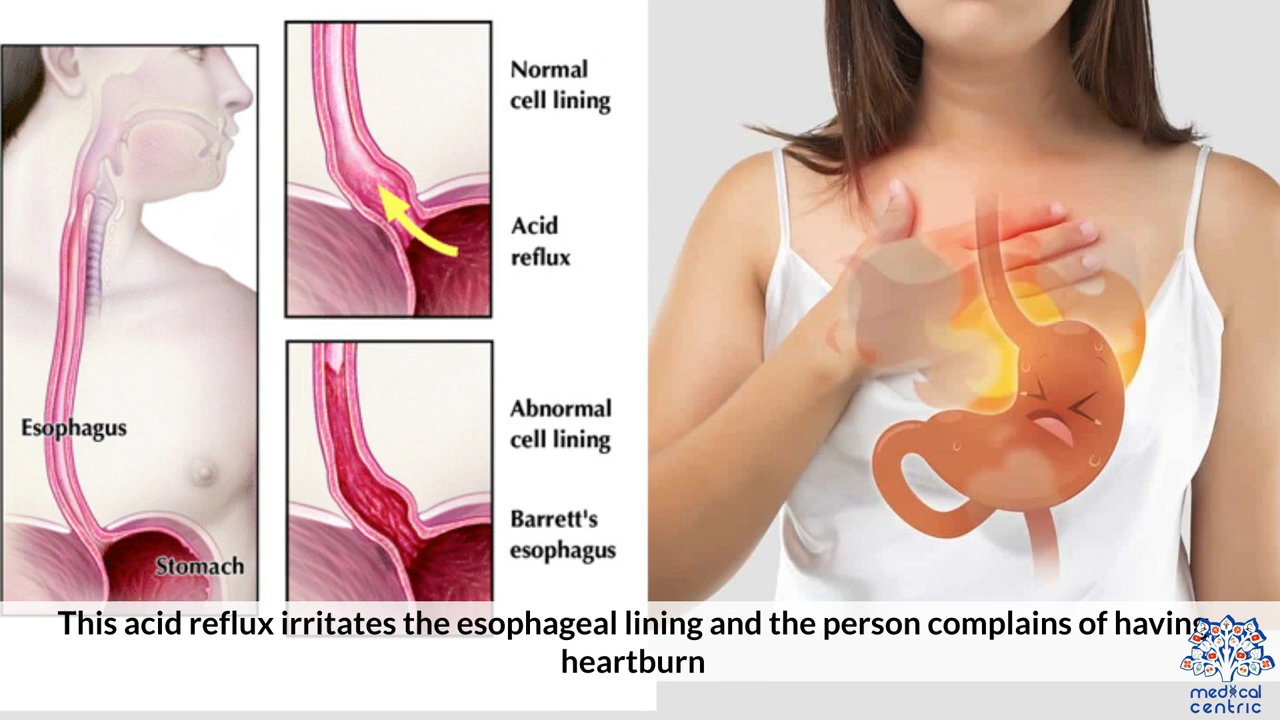 Normal
cell lining
Acid
reflux
Esophagus
Stomach
Abnormal
cell lining
Barrett's
esophagus
This acid reflux irritates the esophageal lining and the person complains of having
heartburn
medical
centric